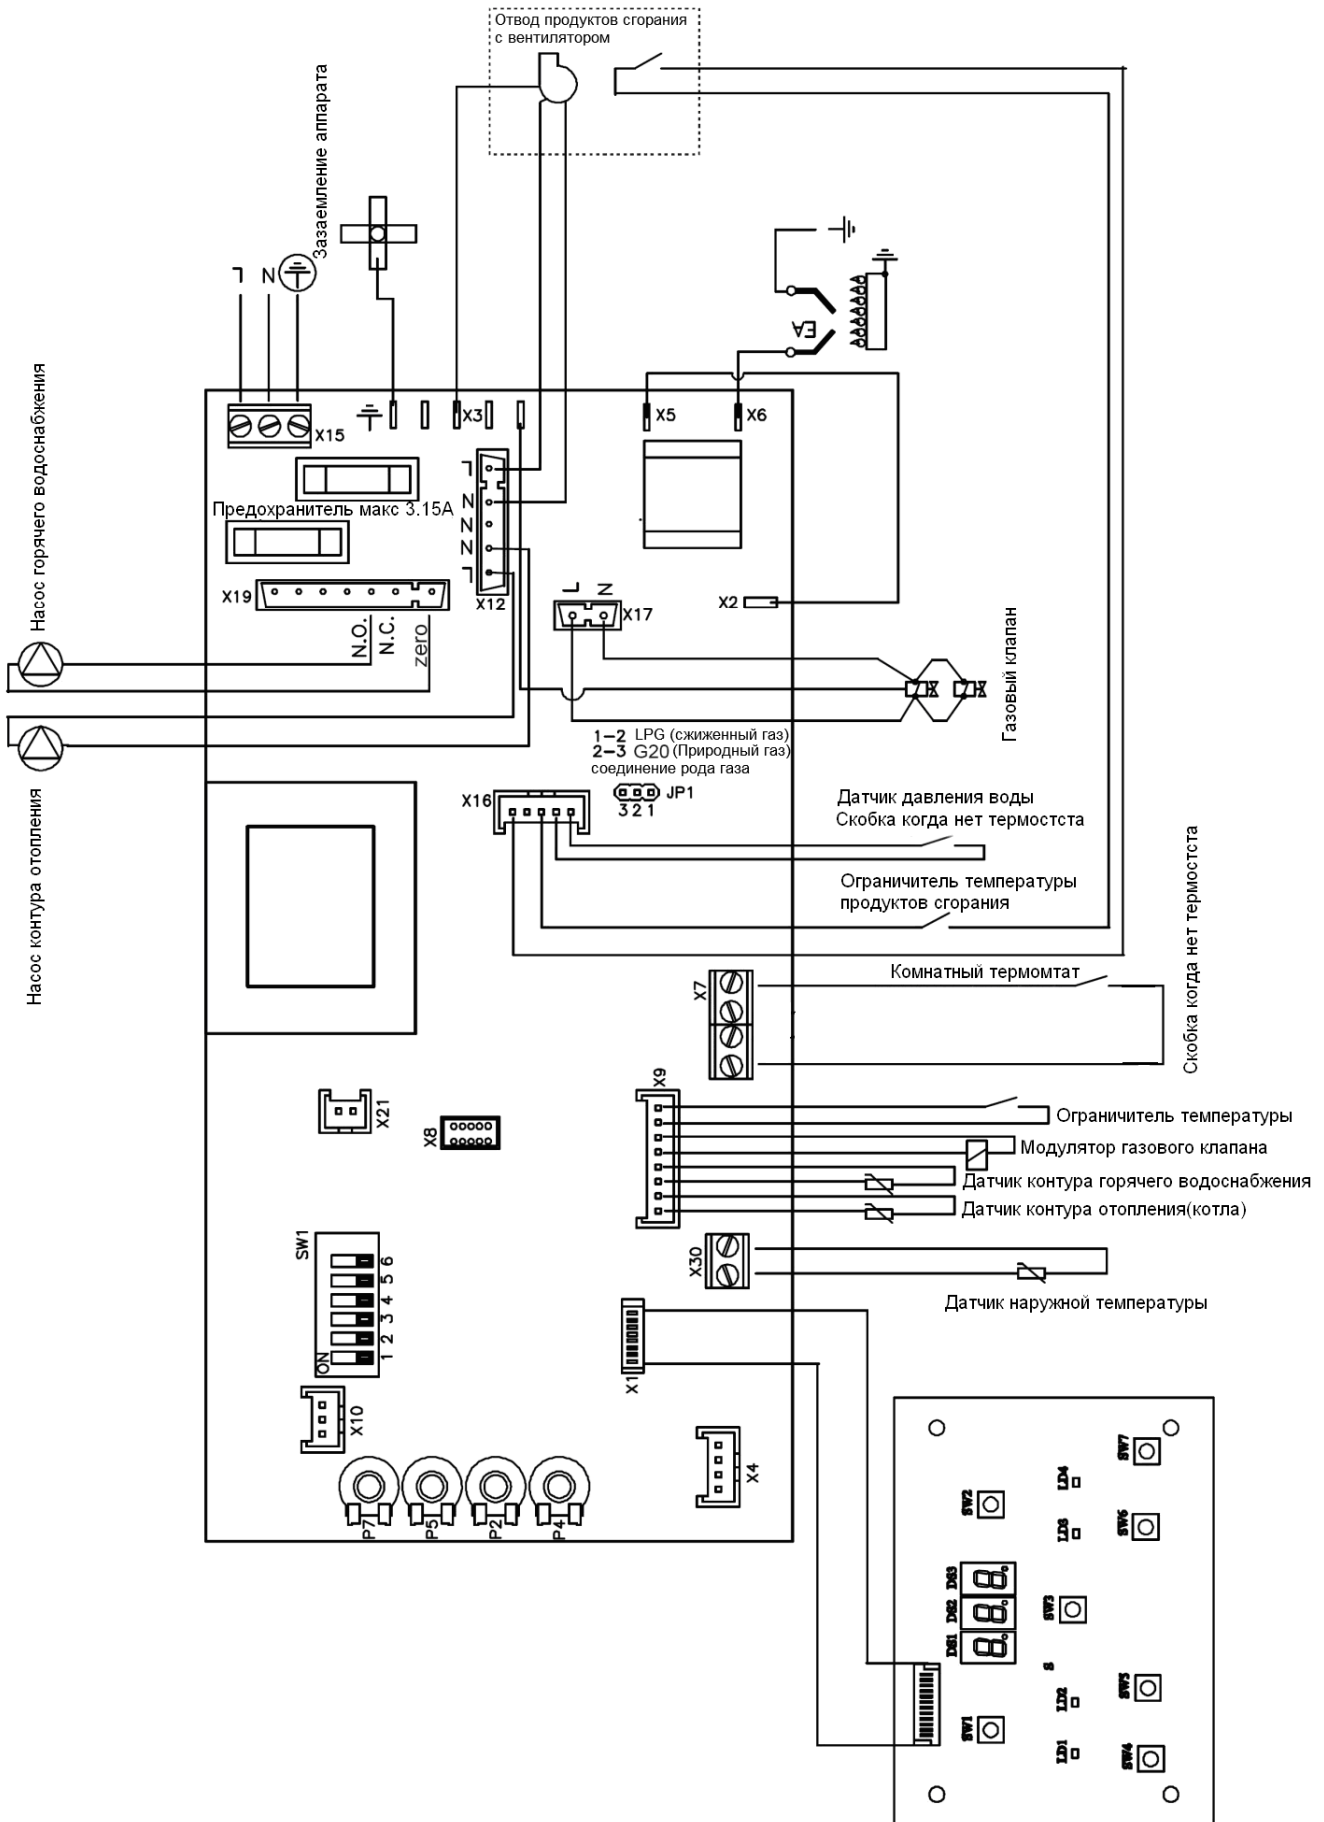 Отвод продуктов сгорания
с вентилятором
Зазаемление аппарата
L
N
EA
Насос горячего водоснабжения
X15
X3
X5
X6
L
N
N
N
L
Предохранитель макс 3.15А
X19
X12
L
N
X17
X2
N.O.
N.C.
zero
Газовый клапан
1-2 LPG (сжиженный газ)
2-3 G20 (Природный газ)
соединение рода газа
X16
JP1
3 2 1
Датчик давления воды
Скобка когда нет термостста
Насос контура отопления
Ограничитель температуры
продуктов сгорания
Скобка когда нет термостста
Комнатный термомтат
X7
X9
X21
X8
Ограничитель температуры
Модулятор газового клапана
Датчик контура горячего водоснабжения
Датчик контура отопления(котла)
SW1
ON
1 2 3 4 5 6
X30
Датчик наружной температуры
X1
X10
X4
P7
P5
P2
P4
SW7
LD4
SW2
LD3
SW6
DS3
DS2
DS1
SW3
S
LD2
SW5
SW1
LD1
SW4